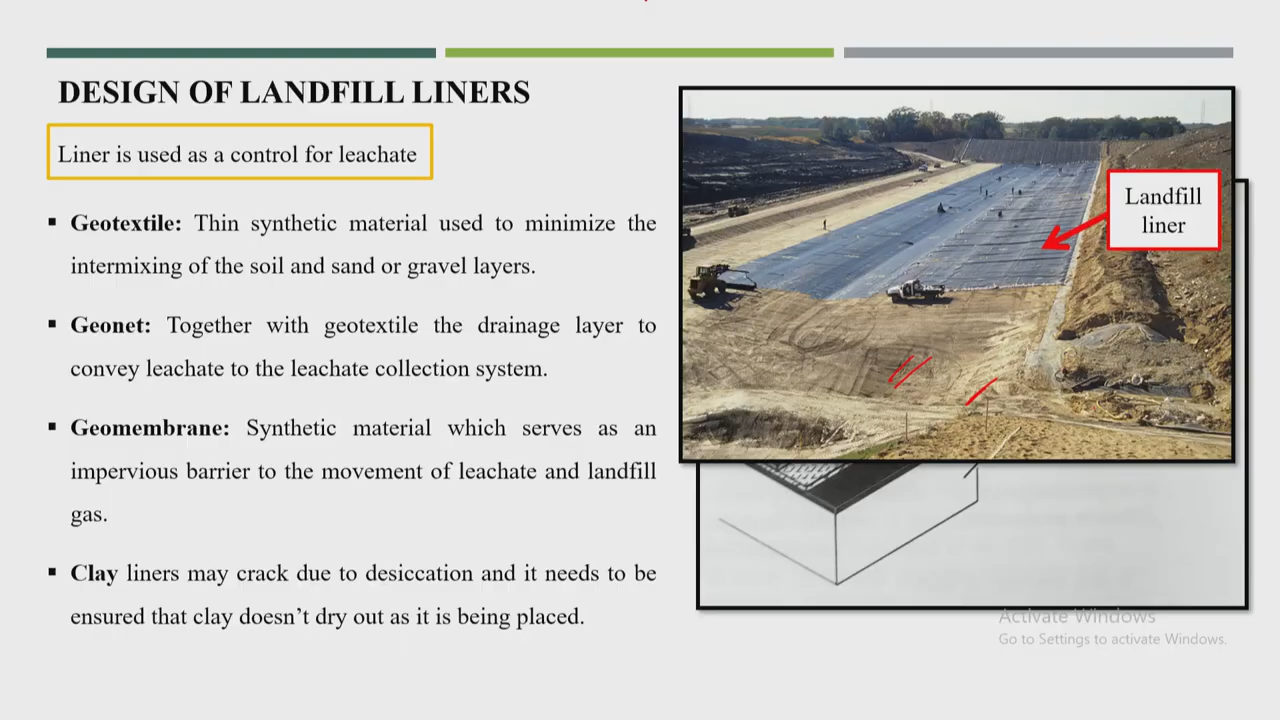 DESIGN OF LANDFILL LINERS
Liner is used as a control for leachate
▪ Geotextile: Thin synthetic material used to minimize the
intermixing of the soil and sand or gravel layers.
▪ Geonet: Together with geotextile the drainage layer to
convey leachate to the leachate collection system.
▪ Geomembrane: Synthetic material which serves as an
impervious barrier to the movement of leachate and landfill
gas.
▪ Clay liners may crack due to desiccation and it needs to be
ensured that clay doesn’t dry out as it is being placed.
Landfill
liner
Activate Windows
Go to Settings to activate Windows.